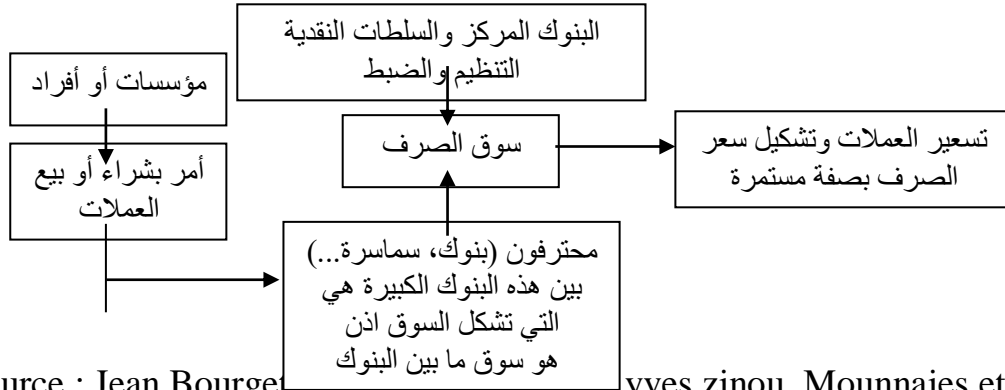 البنوك المركز والسلطات النقدية
التنظيم والضبط
مؤسسات أو أفراد
سوق الصرف
تسعير العملات وتشكيل سعر
الصرف بصفة مستمرة
أمر بشراء أو بيع
العملات
محترفون (بنوك، سماسرة...)
بين هذه البنوك الكبيرة هي
التي تشكل السوق اذن
هو سوق ما بين البنوك
urce : Jean Bourget yves zinou, Mounnaies et